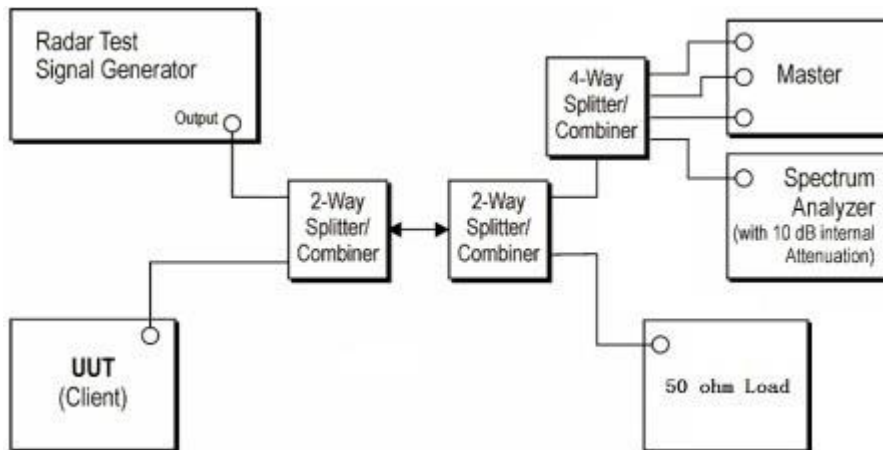 Radar Test
Signal Generator
Output
4-Way
Splitter/
Combiner
Master
2-Way
Splitter/
Combiner
2-Way
Splitter/
Combiner
Spectrum
Analyzer
(with 10 dB internal
Attenuation)
UUT
(Client)
50 ohm Load